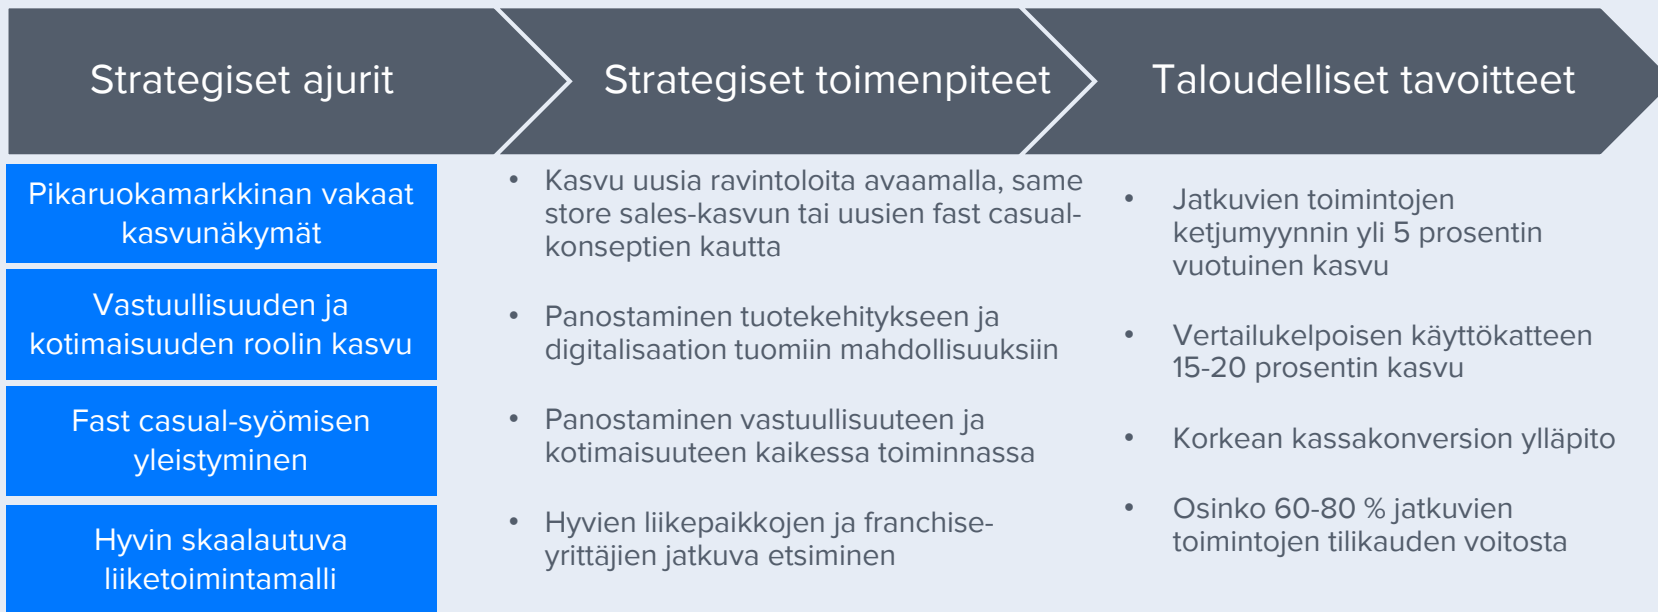 Strategiset ajurit
Strategiset toimenpiteet
Taloudelliset tavoitteet
Pikaruokamarkkinan vakaat
kasvunäkymät
Vastuullisuuden ja
kotimaisuuden roolin kasvu
Fast casual-syömisen
yleistyminen
Hyvin skaalautuva
liiketoimintamalli
• Kasvu uusia ravintoloita avaamalla, same
store sales-kasvun tai uusien fast casual-
konseptien kautta
• Panostaminen tuotekehitykseen ja
digitalisaation tuomiin mahdollisuuksiin
• Panostaminen vastuullisuuteen ja
kotimaisuuteen kaikessa toiminnassa
• Hyvien liikepaikkojen ja franchise-
yrittäjien jatkuva etsiminen
• Jatkuvien toimintojen
ketjumyynnin yli 5 prosentin
vuotuinen kasvu
• Vertailukelpoisen käyttökatteen
15-20 prosentin kasvu
• Korkean kassakonversion ylläpito
• Osinko 60-80 % jatkuvien
toimintojen tilikauden voitosta